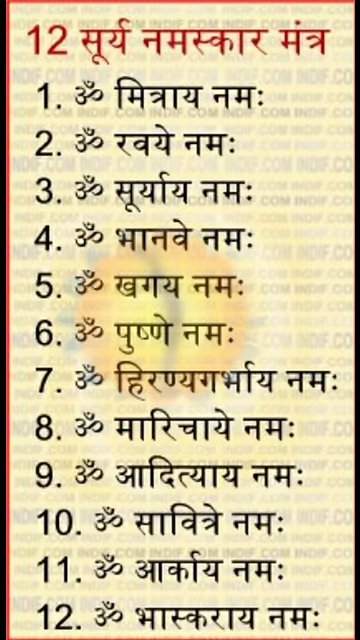 12 सूर्य नमस्कार मंत्र
1. ॐ मित्राय नमः
2. ॐ रवये नमः
3. ॐ सूर्याय नमः
4. ॐ भानवे नमः
5. ॐ खगय नमः
6. ॐ पुष्णे नमः
7. ॐ हिरण्यगर्भाय नमः
8. ॐ मारिचाये नमः
9. ॐ आदित्याय नमः
10. ॐ सावित्रे नमः
11. ॐ आर्काय नमः
12. ॐ भास्कराय नमः